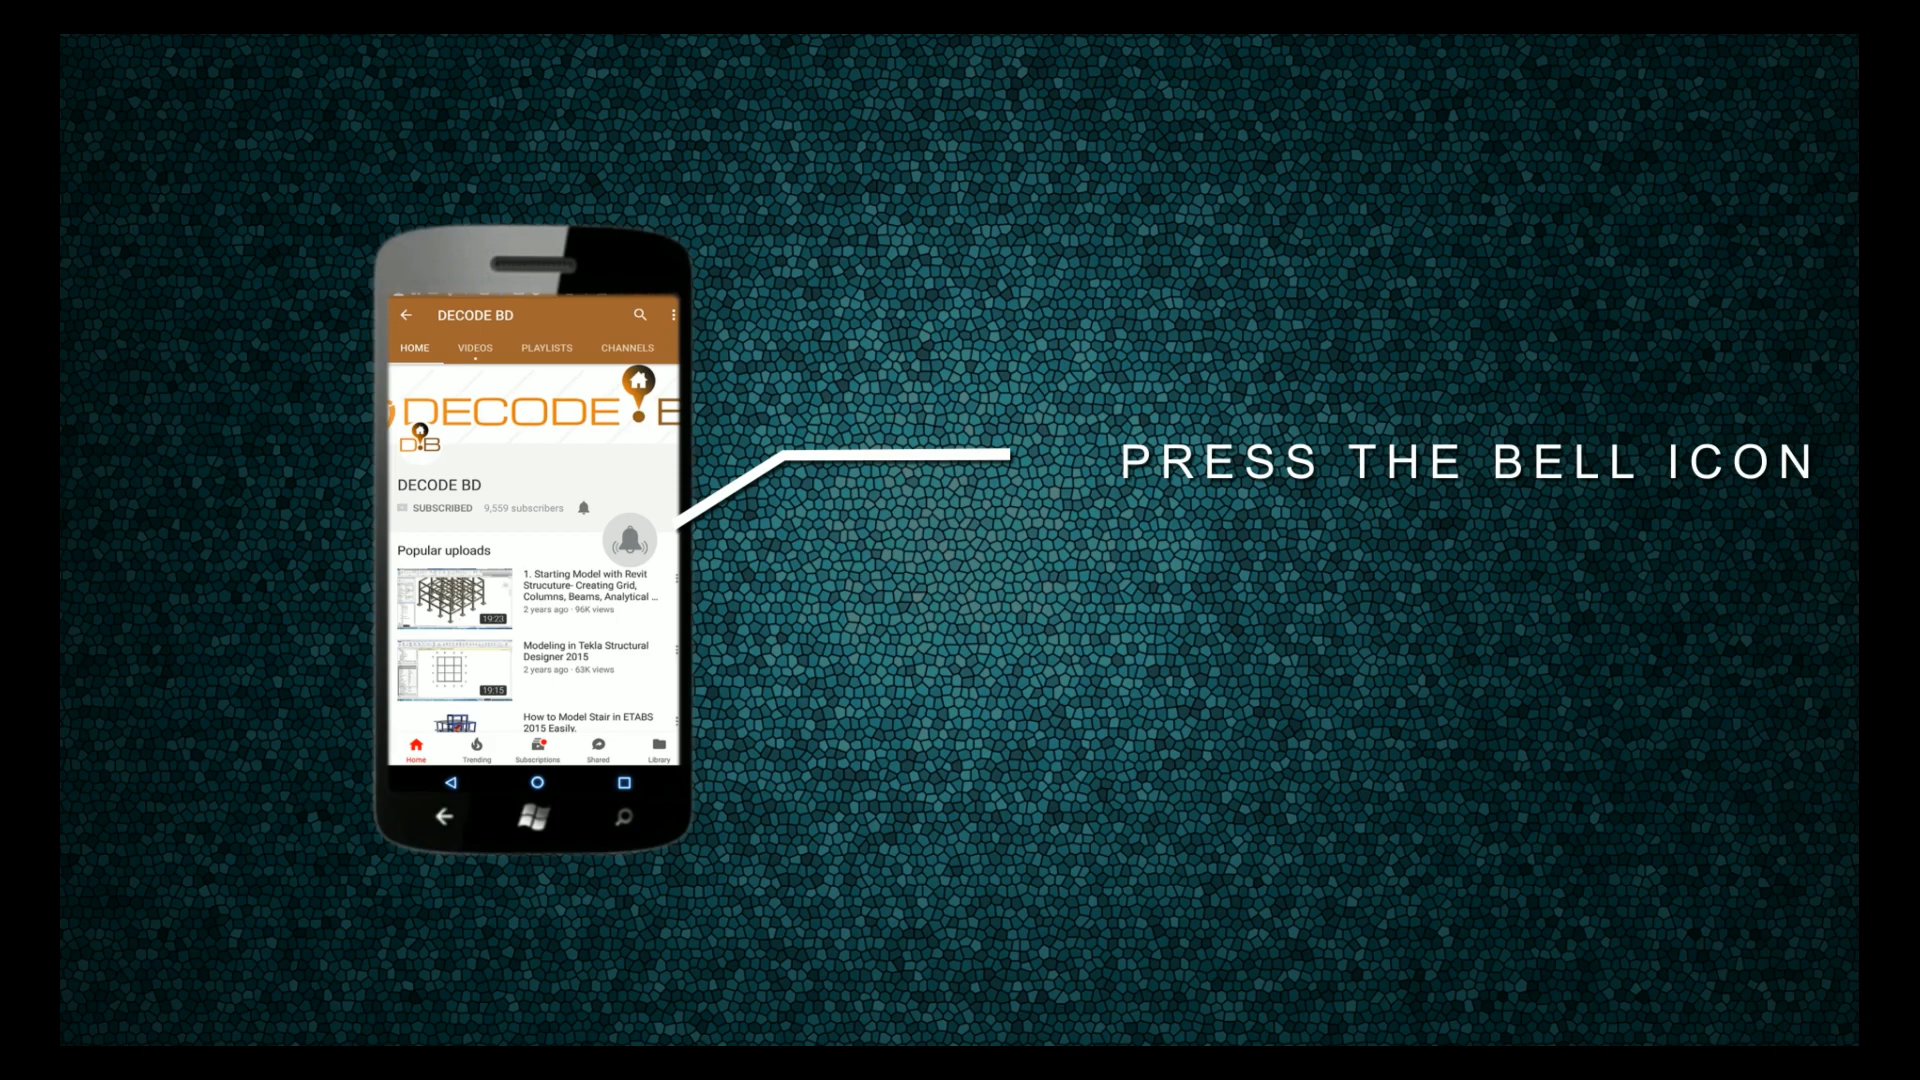 DECODE BD
HOME VIDEOS PLAYLISTS CHANNELS
DECODE B
D B
DECODE BD
SUBSCRIBED 9,559 subscribers
Popular uploads
1. Starting Model with Revit
Strucuture- Creating Grid,
Columns, Beams, Analytical ...
2 years ago · 96K views
19:23
Modeling in Tekla Structural
Designer 2015
2 years ago · 63K views
19:15
How to Model Stair in ETABS
2015 Easily.
Home Trending Subscriptions Shared Library
PRESS THE BELL ICON